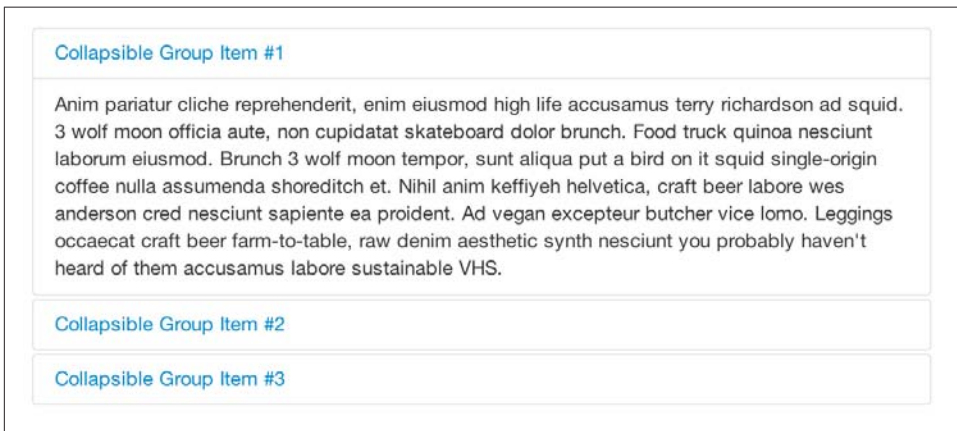 Collapsible Group Item #1
Anim pariatur cliche reprehenderit, enim eiusmod high life accusamus terry richardson ad squid.
3 wolf moon officia aute, non cupidatat skateboard dolor brunch. Food truck quinoa nesciunt
laborum eiusmod. Brunch 3 wolf moon tempor, sunt aliqua put a bird on it squid single-origin
coffee nulla assumenda shoreditch et. Nihil anim keffiyeh helvetica, craft beer labore wes
anderson cred nesciunt sapiente ea proident. Ad vegan excepteur butcher vice lomo. Leggings
occaecat craft beer farm-to-table, raw denim aesthetic synth nesciunt you probably haven't
heard of them accusamus labore sustainable VHS.
Collapsible Group Item #2
Collapsible Group Item #3